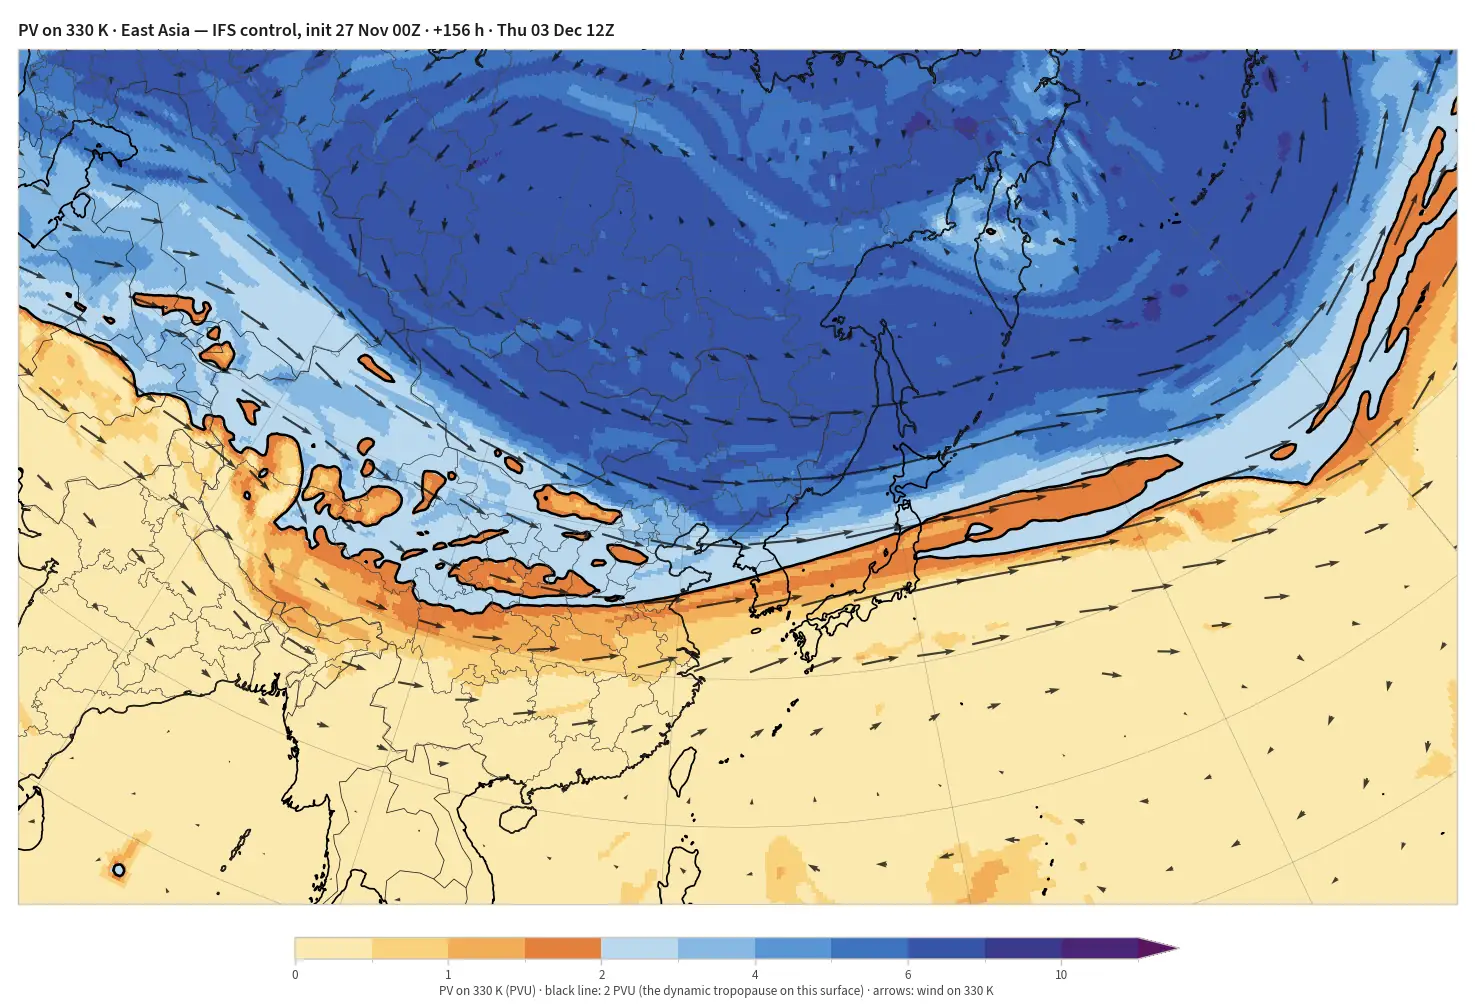 PV on 330 K · East Asia — IFS control, init 27 Nov 00Z · +156 h · Thu 03 Dec 12Z
0 1 2 4 6 10
PV on 330 K (PVU) · black line: 2 PVU (the dynamic tropopause on this surface) · arrows: wind on 330 K